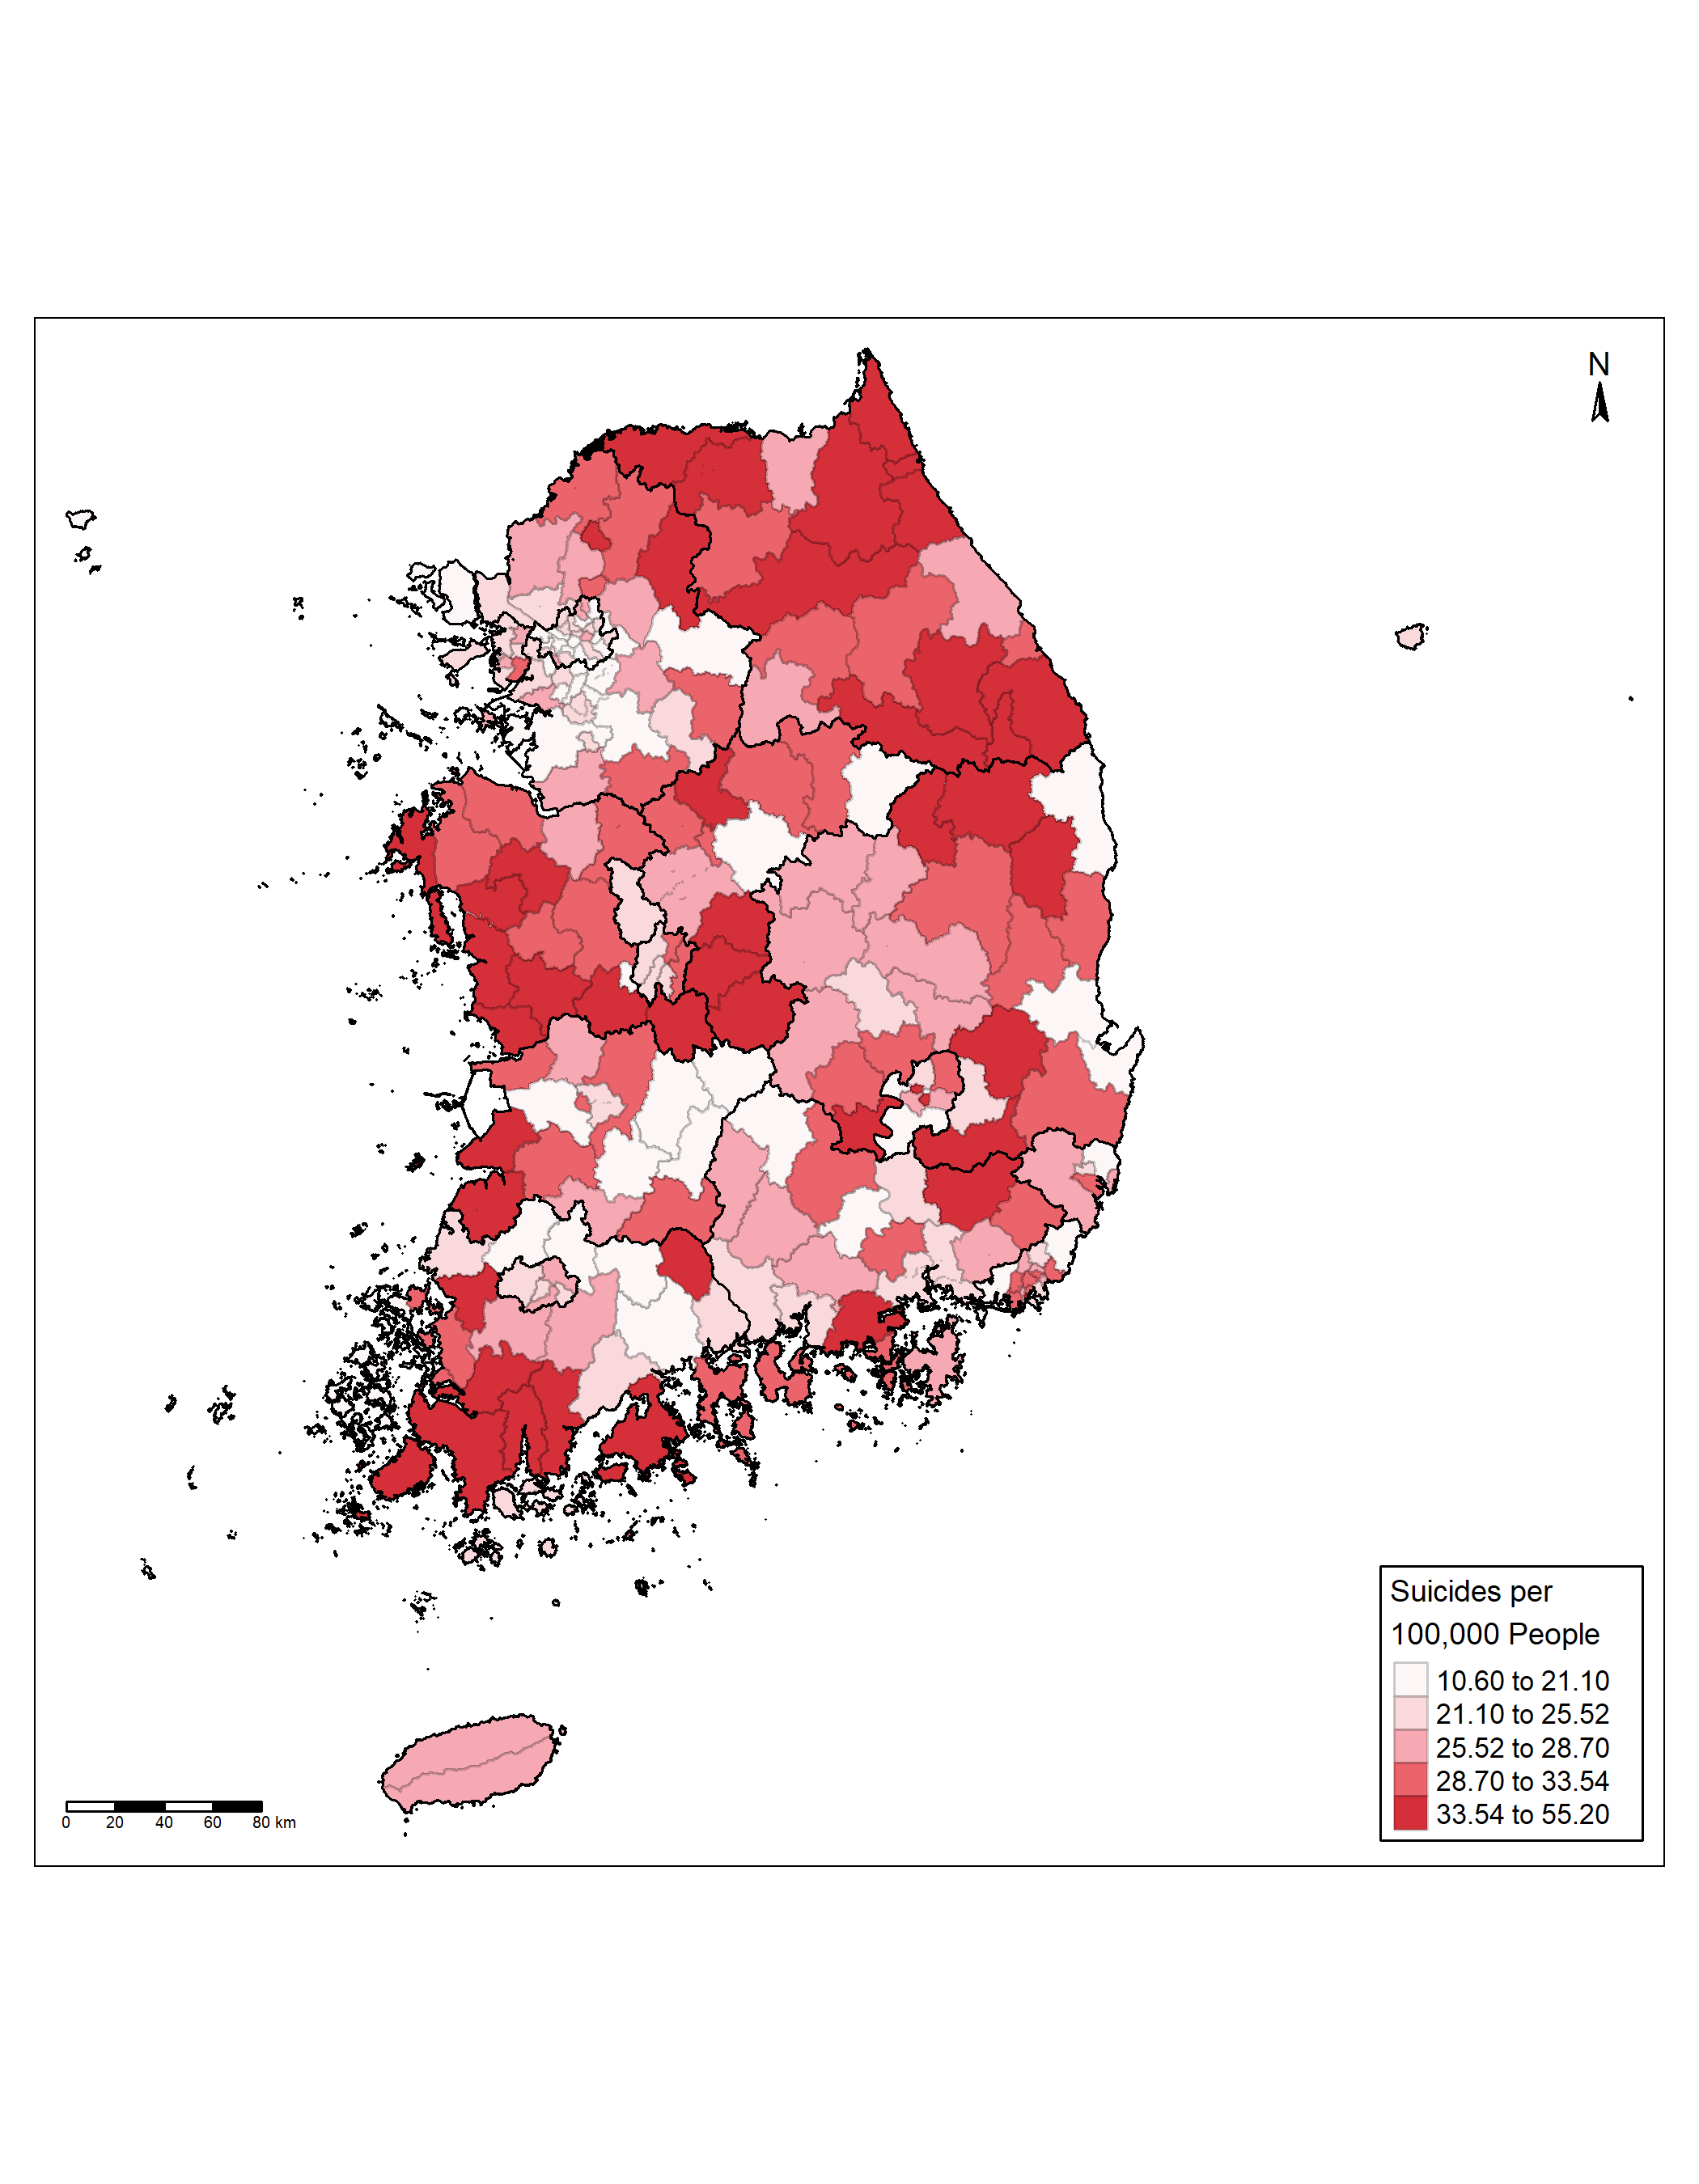 N
Suicides per
100,000 People
10.60 to 21.10
21.10 to 25.52
25.52 to 28.70
28.70 to 33.54
33.54 to 55.20
0 20 40 60 80 km